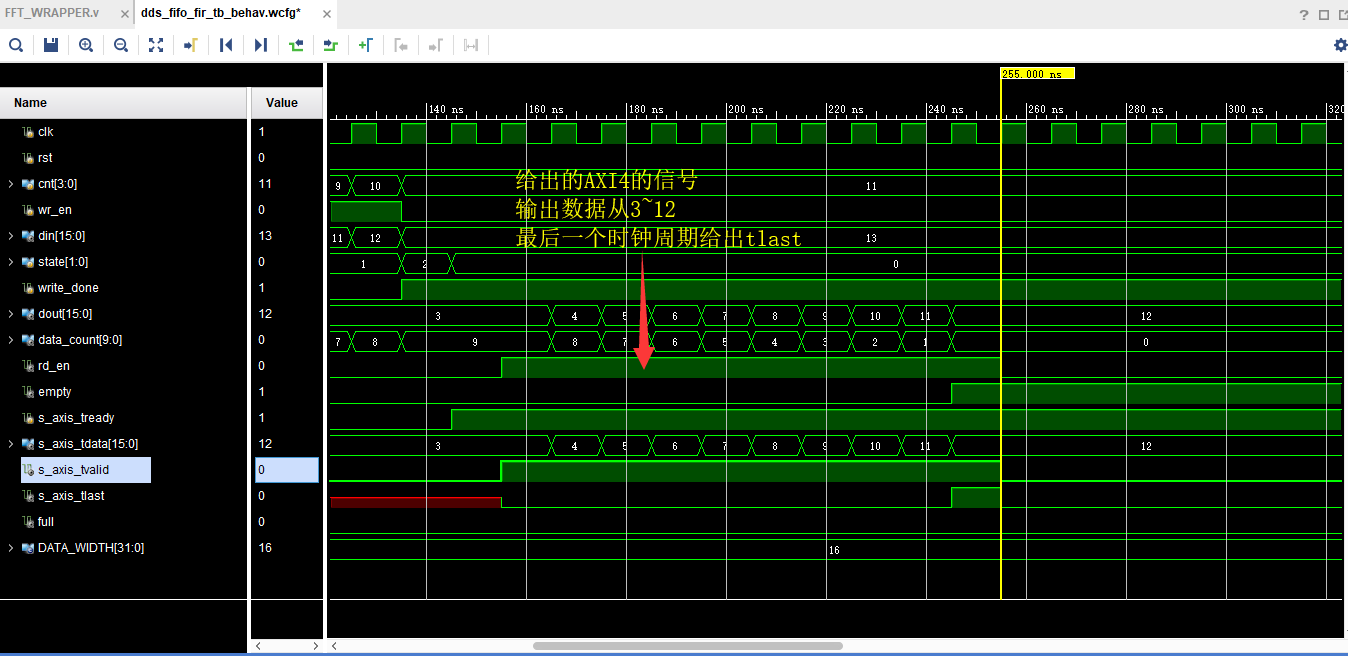 FFT_WRAPPER.v
dds_fifo_fir_tb_behav.wcfg*
255.000 ns
Name Value
140 ns 160 ns 180 ns 200 ns 220 ns 240 ns 260 ns 280 ns 300 ns 320
clk 1
rst 0
cnt[3:0] 11 9 10 11
wr_en 0
din[15:0] 13 11 12 13
state[1:0] 0 1 2 0
write_done 1
dout[15:0] 12 3 4 5 6 7 8 9 10 11 12
data_count[9:0] 0 7 8 9 8 7 6 5 4 3 2 1 0
rd_en 0
empty 1
s_axis_tready 1
s_axis_tdata[15:0] 12 3 4 5 6 7 8 9 10 11 12
s_axis_tvalid 0
s_axis_tlast 0
full 0
DATA_WIDTH[31:0] 16 16
给出的AXI4的信号
输出数据从3~12
最后一个时钟周期给出tlast